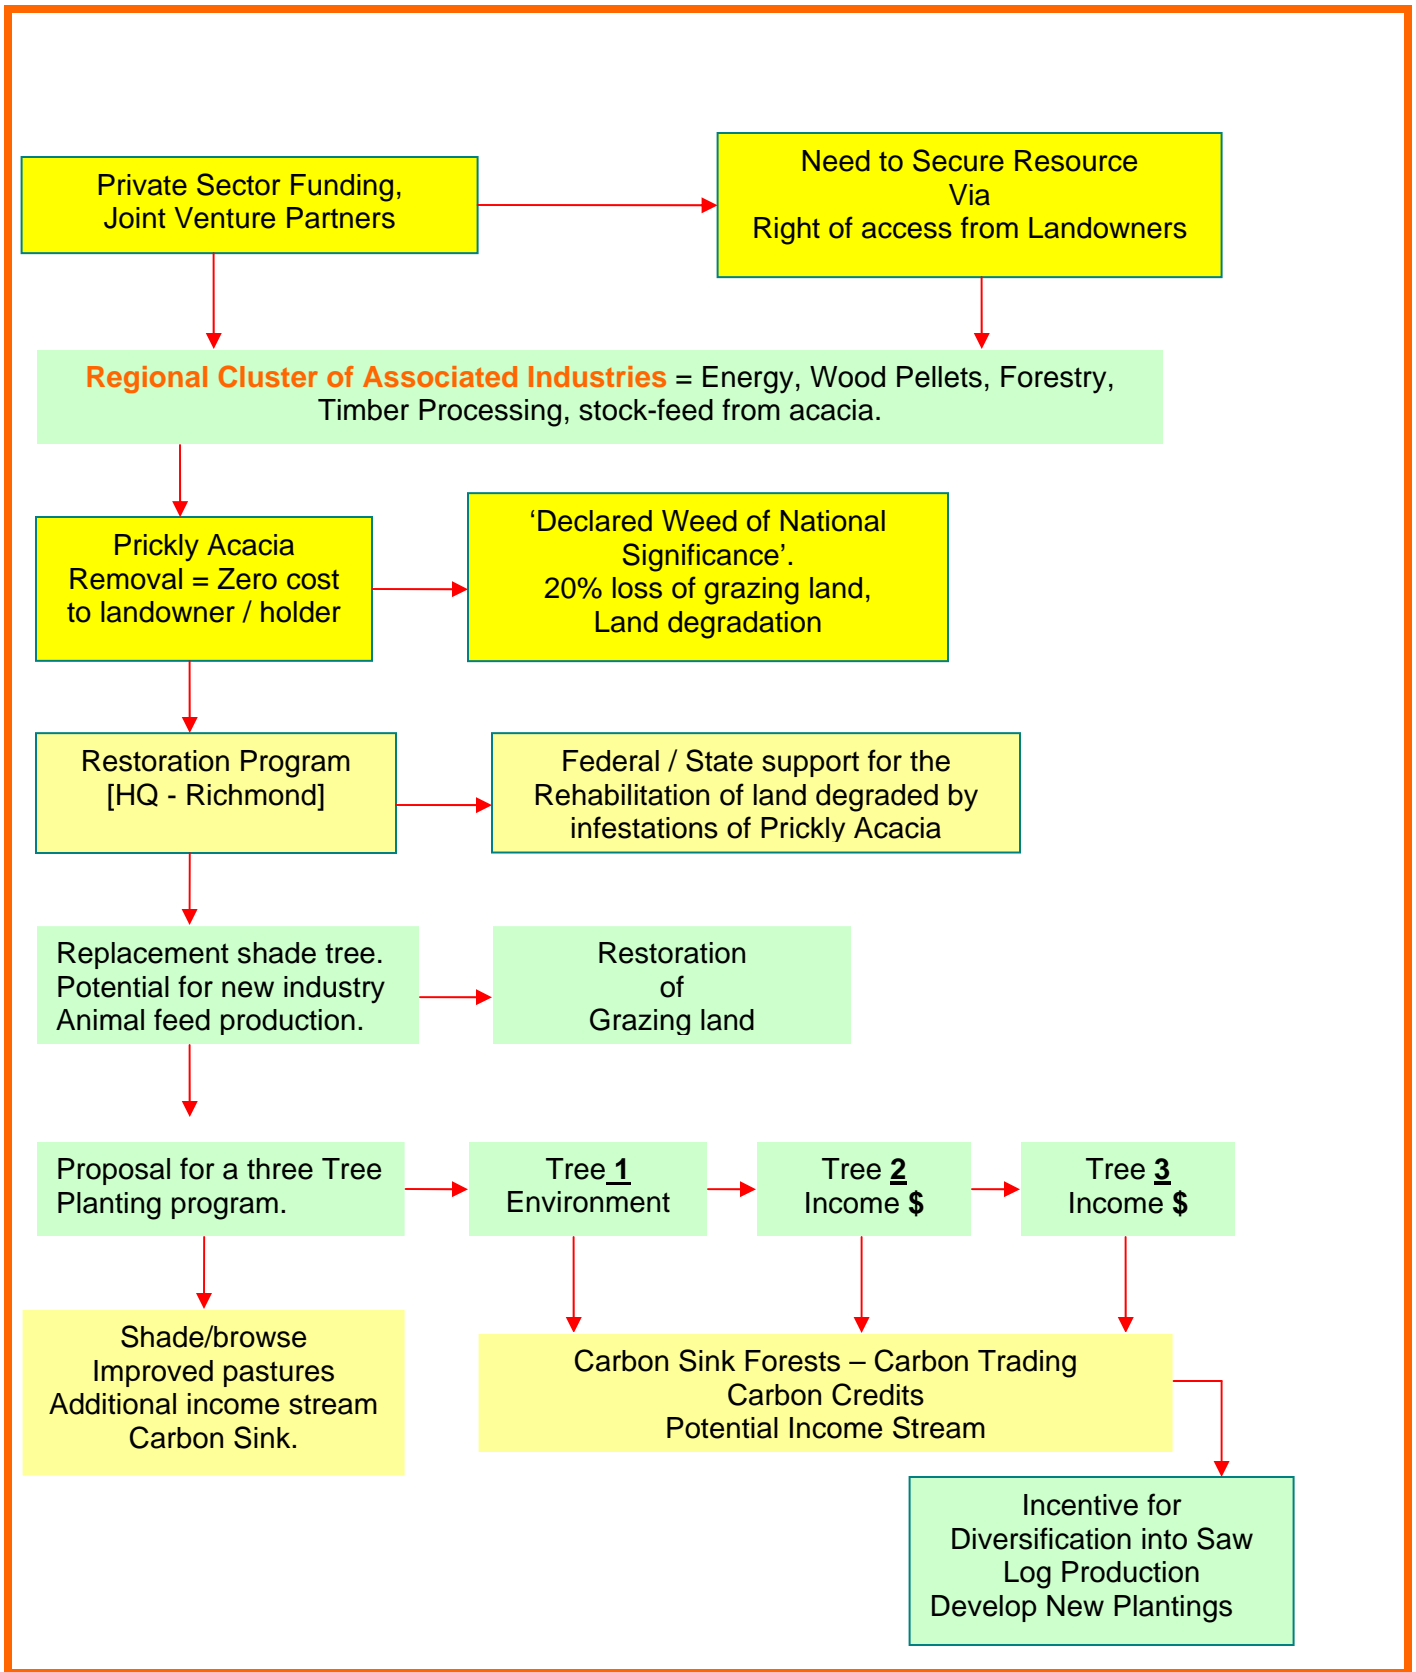 Private Sector Funding,
Joint Venture Partners
Need to Secure Resource
Via
Right of access from Landowners
Regional Cluster of Associated Industries = Energy, Wood Pellets, Forestry,
Timber Processing, stock-feed from acacia.
Prickly Acacia
Removal = Zero cost
to landowner / holder
‘Declared Weed of National
Significance’.
20% loss of grazing land,
Land degradation
Restoration Program
[HQ - Richmond]
Federal / State support for the
Rehabilitation of land degraded by
infestations of Prickly Acacia
Replacement shade tree.
Potential for new industry
Animal feed production.
Restoration
of
Grazing land
Proposal for a three Tree
Planting program.
Tree 1
Environment
Tree 2
Income $
Tree 3
Income $
Shade/browse
Improved pastures
Additional income stream
Carbon Sink.
Carbon Sink Forests – Carbon Trading
Carbon Credits
Potential Income Stream
Incentive for
Diversification into Saw
Log Production
Develop New Plantings